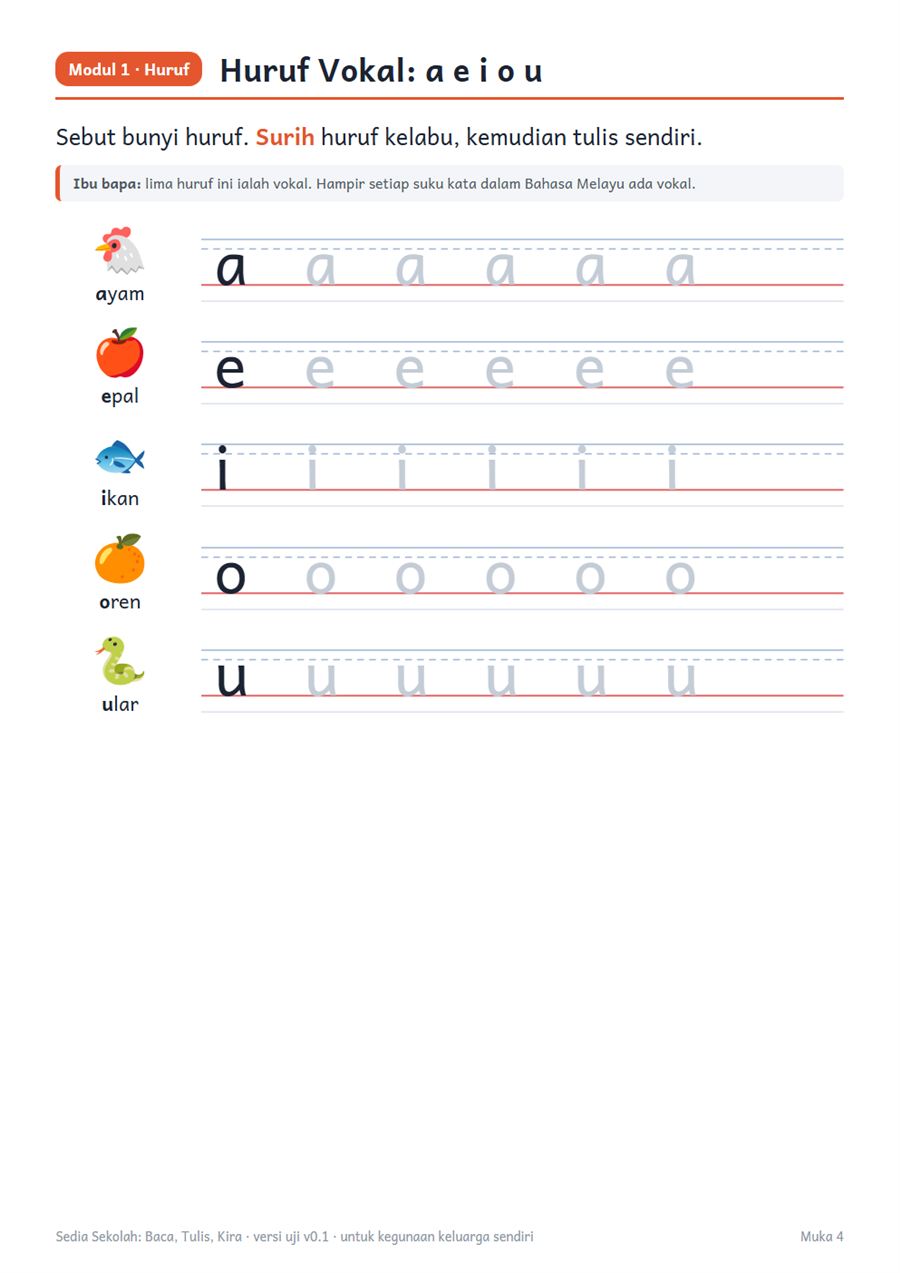 Modul 1 · Huruf Huruf Vokal: a e i o u
Sebut bunyi huruf. Surih huruf kelabu, kemudian tulis sendiri.
Ibu bapa: lima huruf ini ialah vokal. Hampir setiap suku kata dalam Bahasa Melayu ada vokal.
a a a a a a
ayam
e e e e e e
epal
i i i i i i
ikan
o o o o o o
oren
u u u u u u
ular
Sedia Sekolah: Baca, Tulis, Kira · versi uji v0.1 · untuk kegunaan keluarga sendiri Muka 4